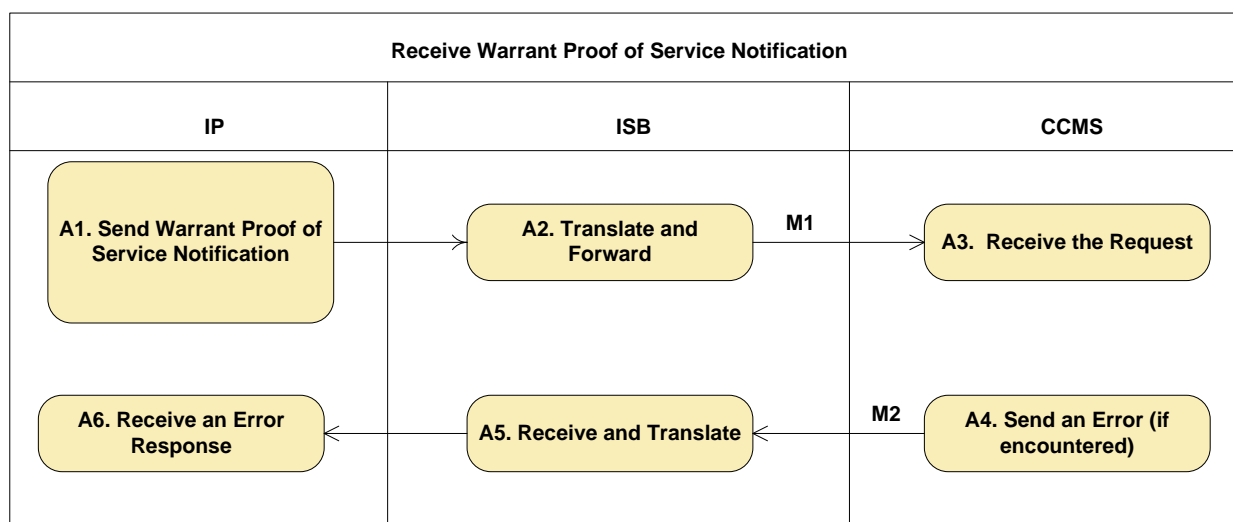 Receive Warrant Proof of Service Notification
IP
ISB
CCMS
A1. Send Warrant Proof of
Service Notification
A2. Translate and
Forward
M1
A3. Receive the Request
A6. Receive an Error
Response
A5. Receive and Translate
M2
A4. Send an Error (if
encountered)